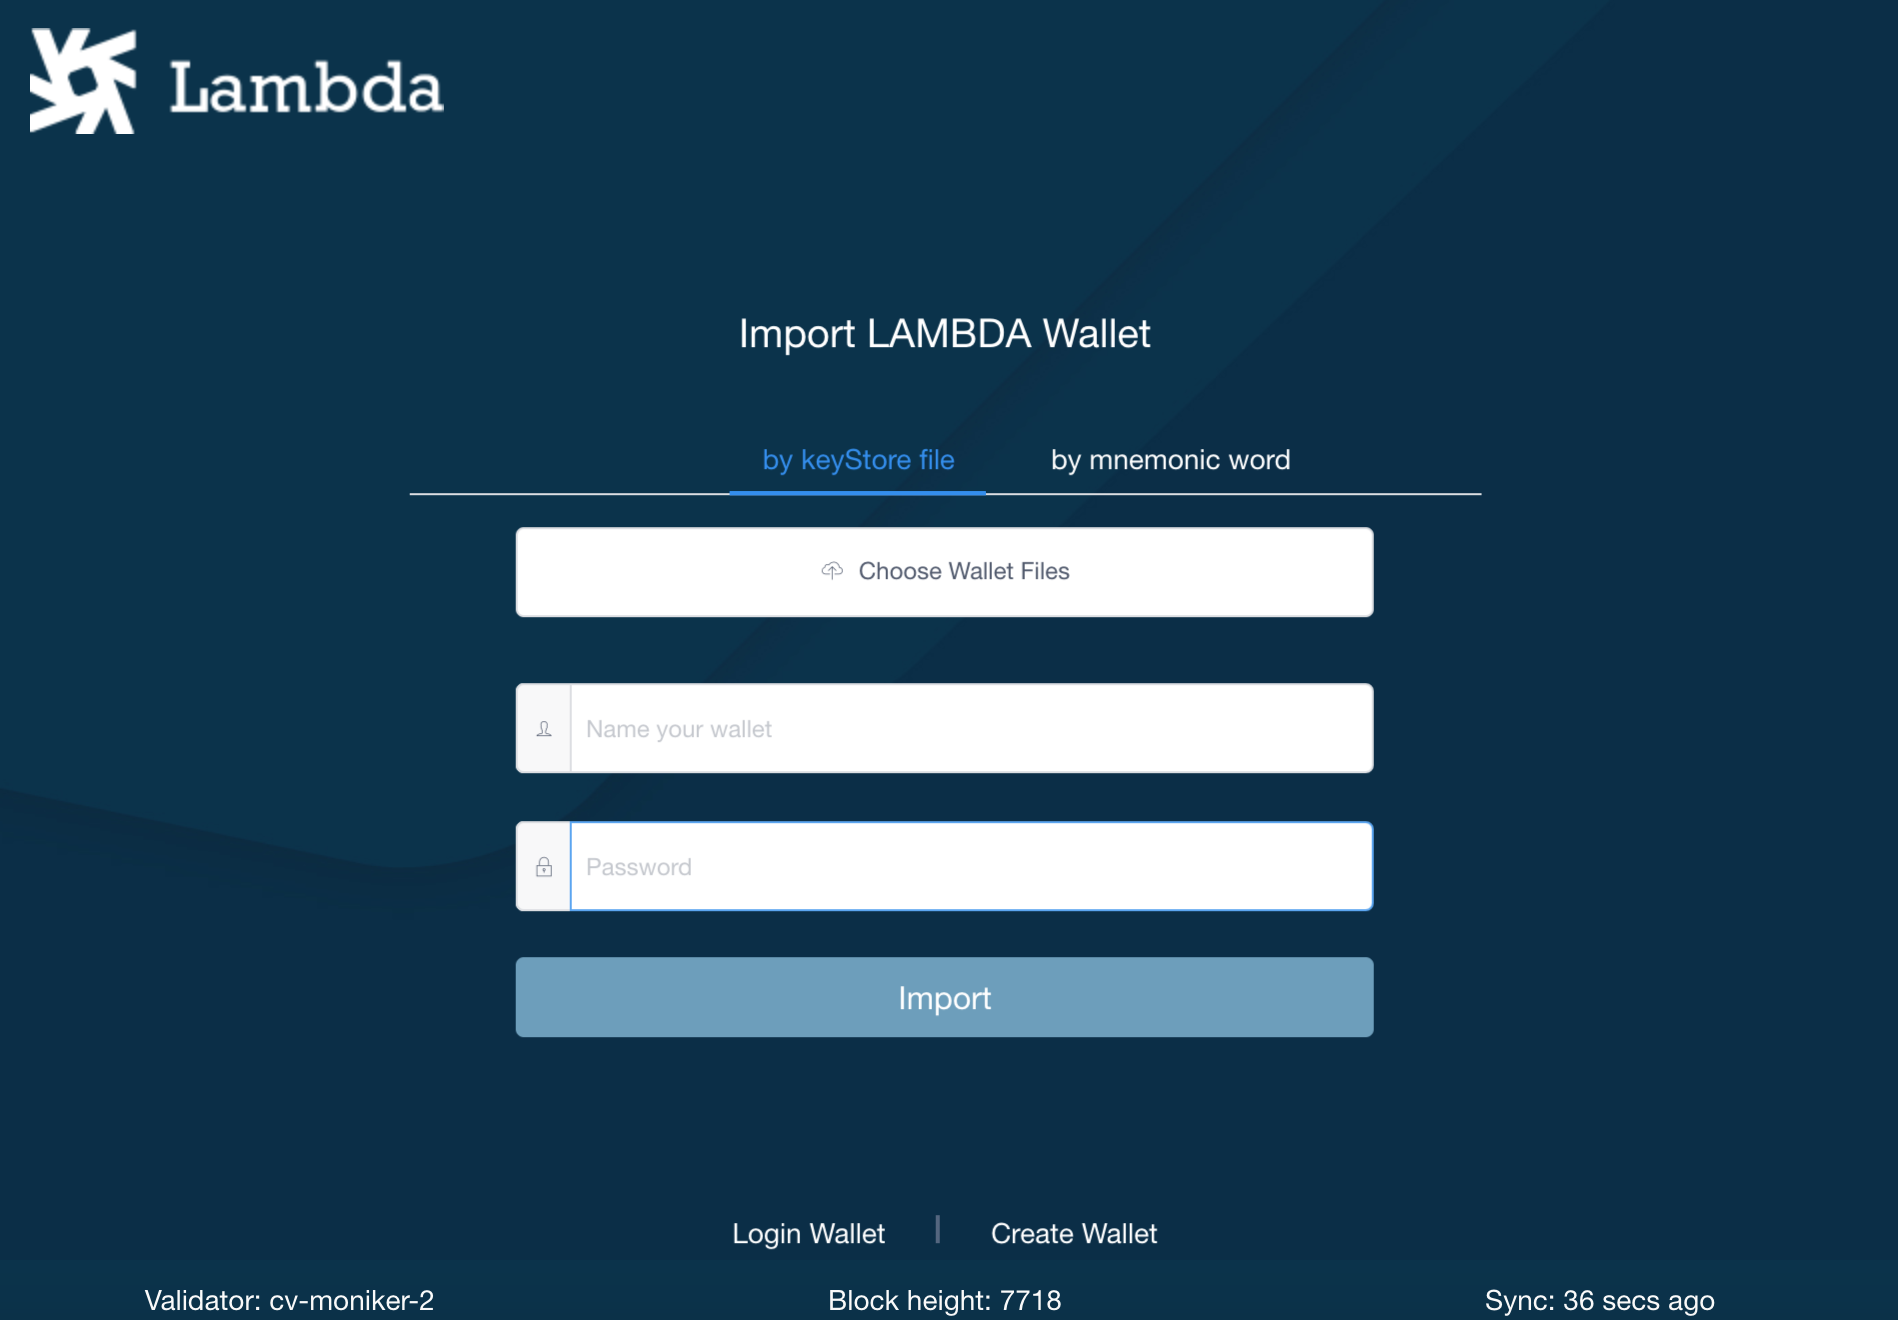 Lambda
Import LAMBDA Wallet
by keyStore file by mnemonic word
Choose Wallet Files
Name your wallet
Password
Import
Login Wallet | Create Wallet
Validator: cv-moniker-2 Block height: 7718 Sync: 36 secs ago